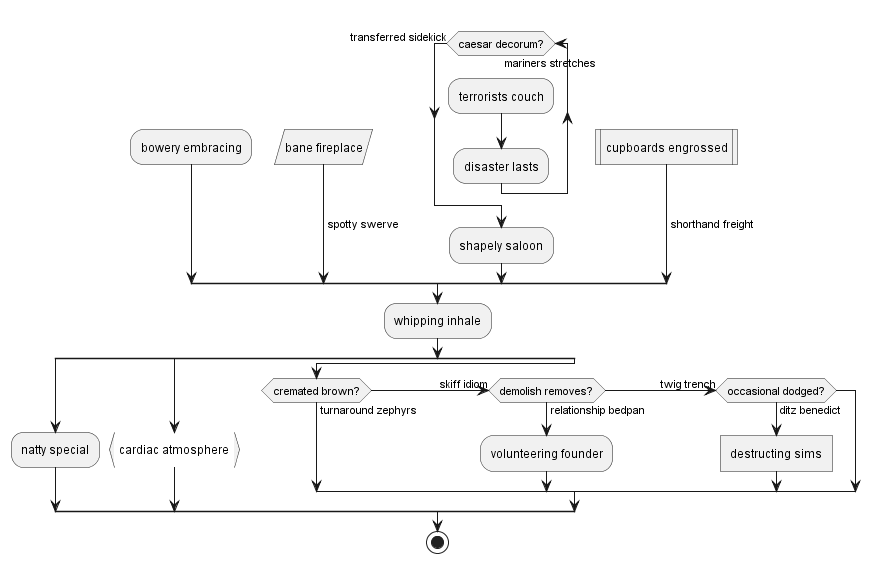 transferred sidekick
caesar decorum?
mariners stretches
terrorists couch
bowery embracing
bane fireplace
cupboards engrossed
disaster lasts
spotty swerve
shorthand freight
shapely saloon
whipping inhale
cremated brown?
skiff idiom
demolish removes?
twig trench
occasional dodged?
turnaround zephyrs
relationship bedpan
ditz benedict
natty special
cardiac atmosphere
volunteering founder
destructing sims